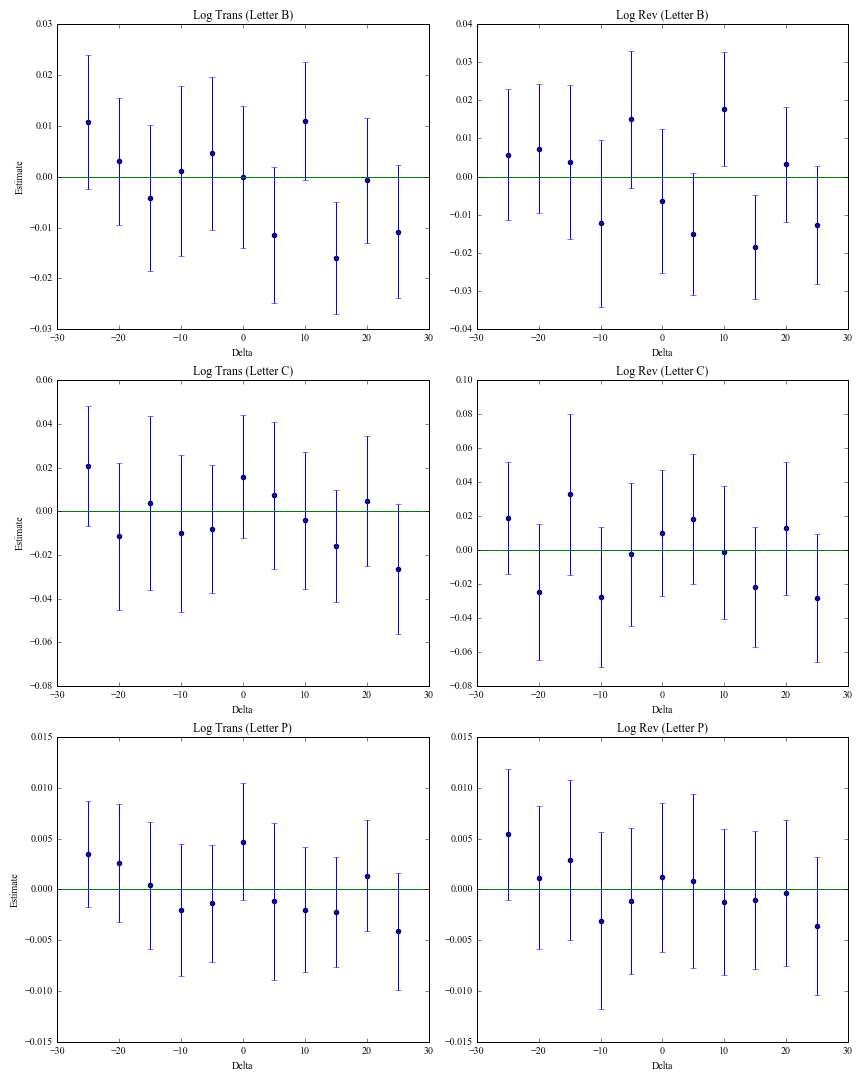 Log Trans (Letter B)
0.03
0.02
0.01
0.00
−0.01
−0.02
−0.03
Estimate
−30 −20 −10 0 10 20 30
Delta
Log Rev (Letter B)
0.04
0.03
0.02
0.01
0.00
−0.01
−0.02
−0.03
−0.04
−30 −20 −10 0 10 20 30
Delta
Log Trans (Letter C)
0.06
0.04
0.02
0.00
−0.02
−0.04
−0.06
−0.08
Estimate
−30 −20 −10 0 10 20 30
Delta
Log Rev (Letter C)
0.10
0.08
0.06
0.04
0.02
0.00
−0.02
−0.04
−0.06
−0.08
−30 −20 −10 0 10 20 30
Delta
Log Trans (Letter P)
0.015
0.010
0.005
0.000
−0.005
−0.010
−0.015
Estimate
−30 −20 −10 0 10 20 30
Delta
Log Rev (Letter P)
0.015
0.010
0.005
0.000
−0.005
−0.010
−0.015
−30 −20 −10 0 10 20 30
Delta